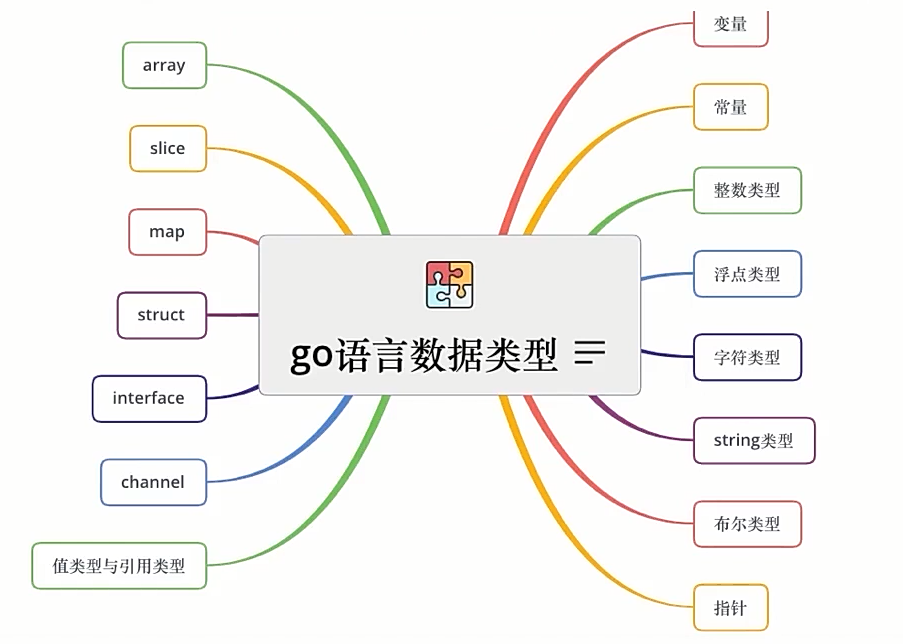 go语言数据类型
变量
常量
整数类型
浮点类型
字符类型
string类型
布尔类型
指针
array
slice
map
struct
interface
channel
值类型与引用类型